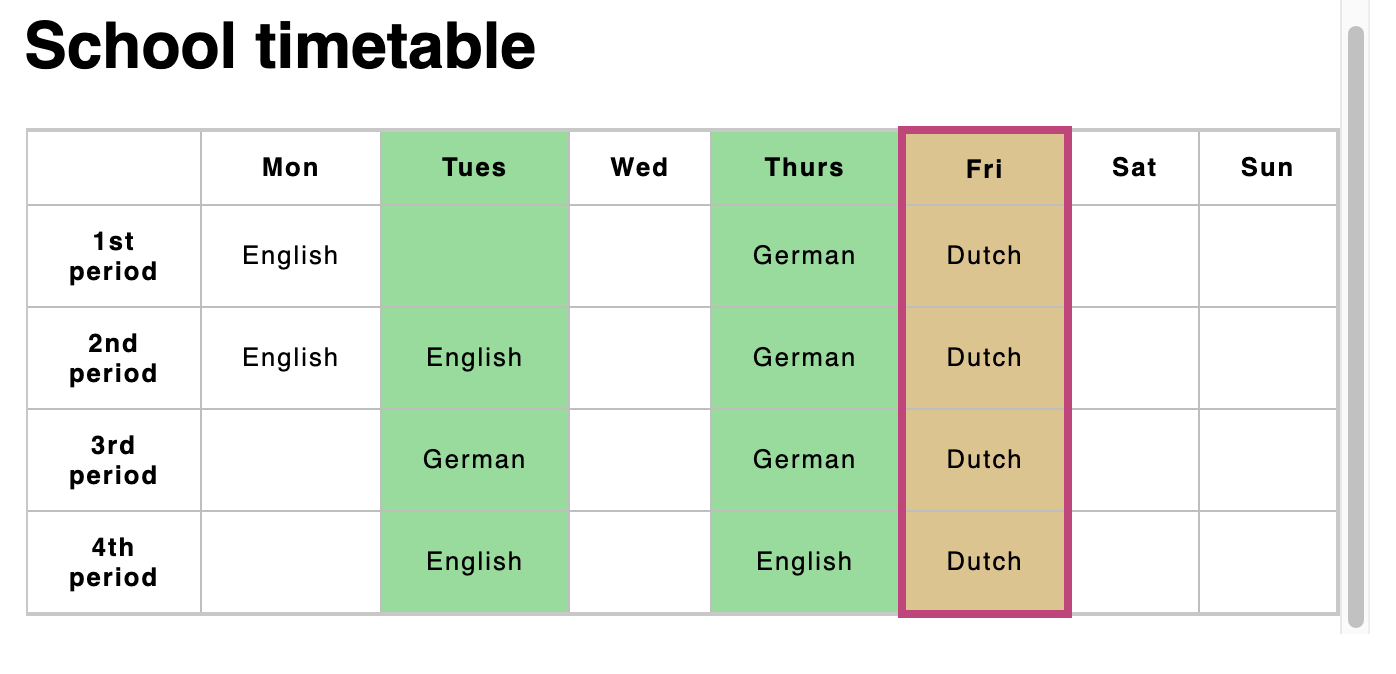 School timetable
Mon Tues Wed Thurs Fri Sat Sun
1st
period English German Dutch
2nd
period English English German Dutch
3rd
period German German Dutch
4th
period English English Dutch